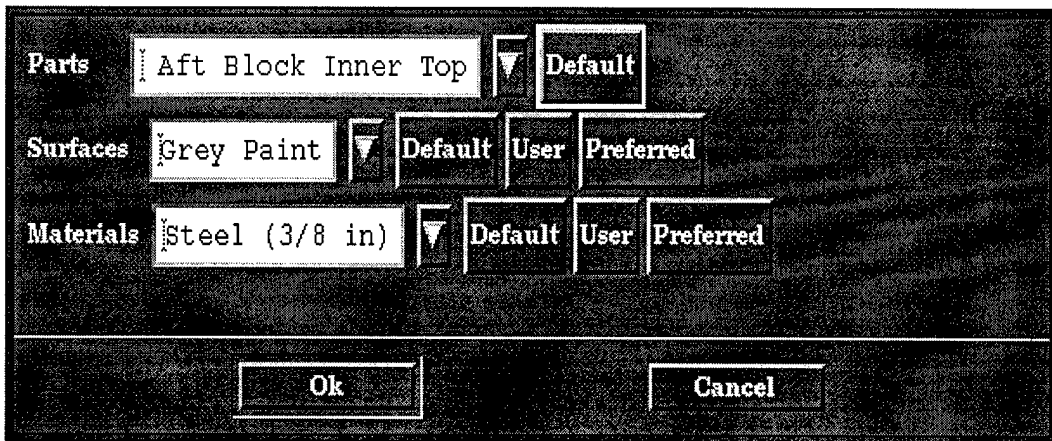 Parts Aft Block Inner Top Default
Surfaces Grey Paint Default User Preferred
Materials Steel (3/8 in) Default User Preferred
Ok Cancel